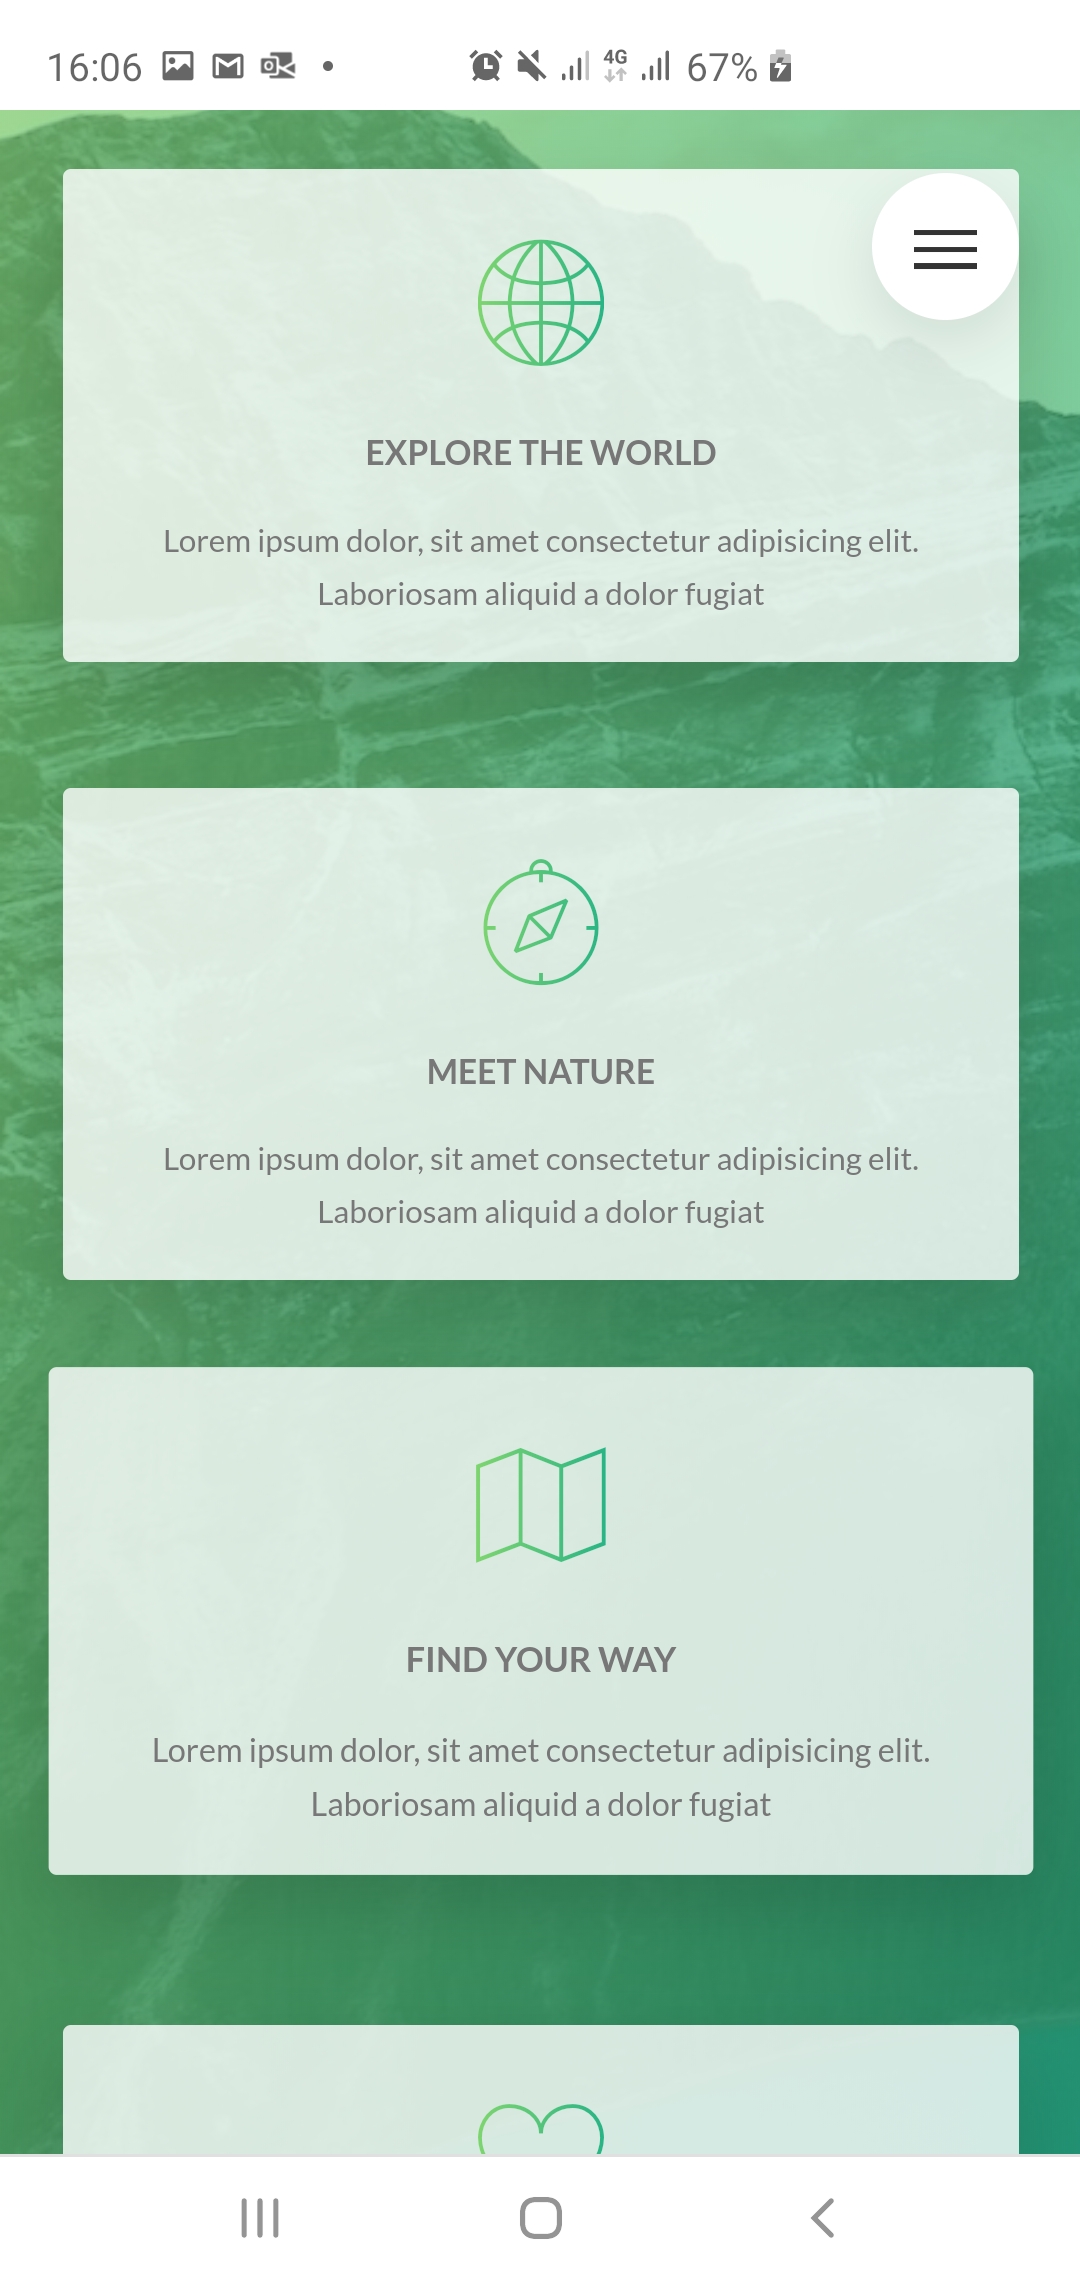 16:06 4G 67%
EXPLORE THE WORLD
Lorem ipsum dolor, sit amet consectetur adipisicing elit.
Laboriosam aliquid a dolor fugiat
MEET NATURE
Lorem ipsum dolor, sit amet consectetur adipisicing elit.
Laboriosam aliquid a dolor fugiat
FIND YOUR WAY
Lorem ipsum dolor, sit amet consectetur adipisicing elit.
Laboriosam aliquid a dolor fugiat